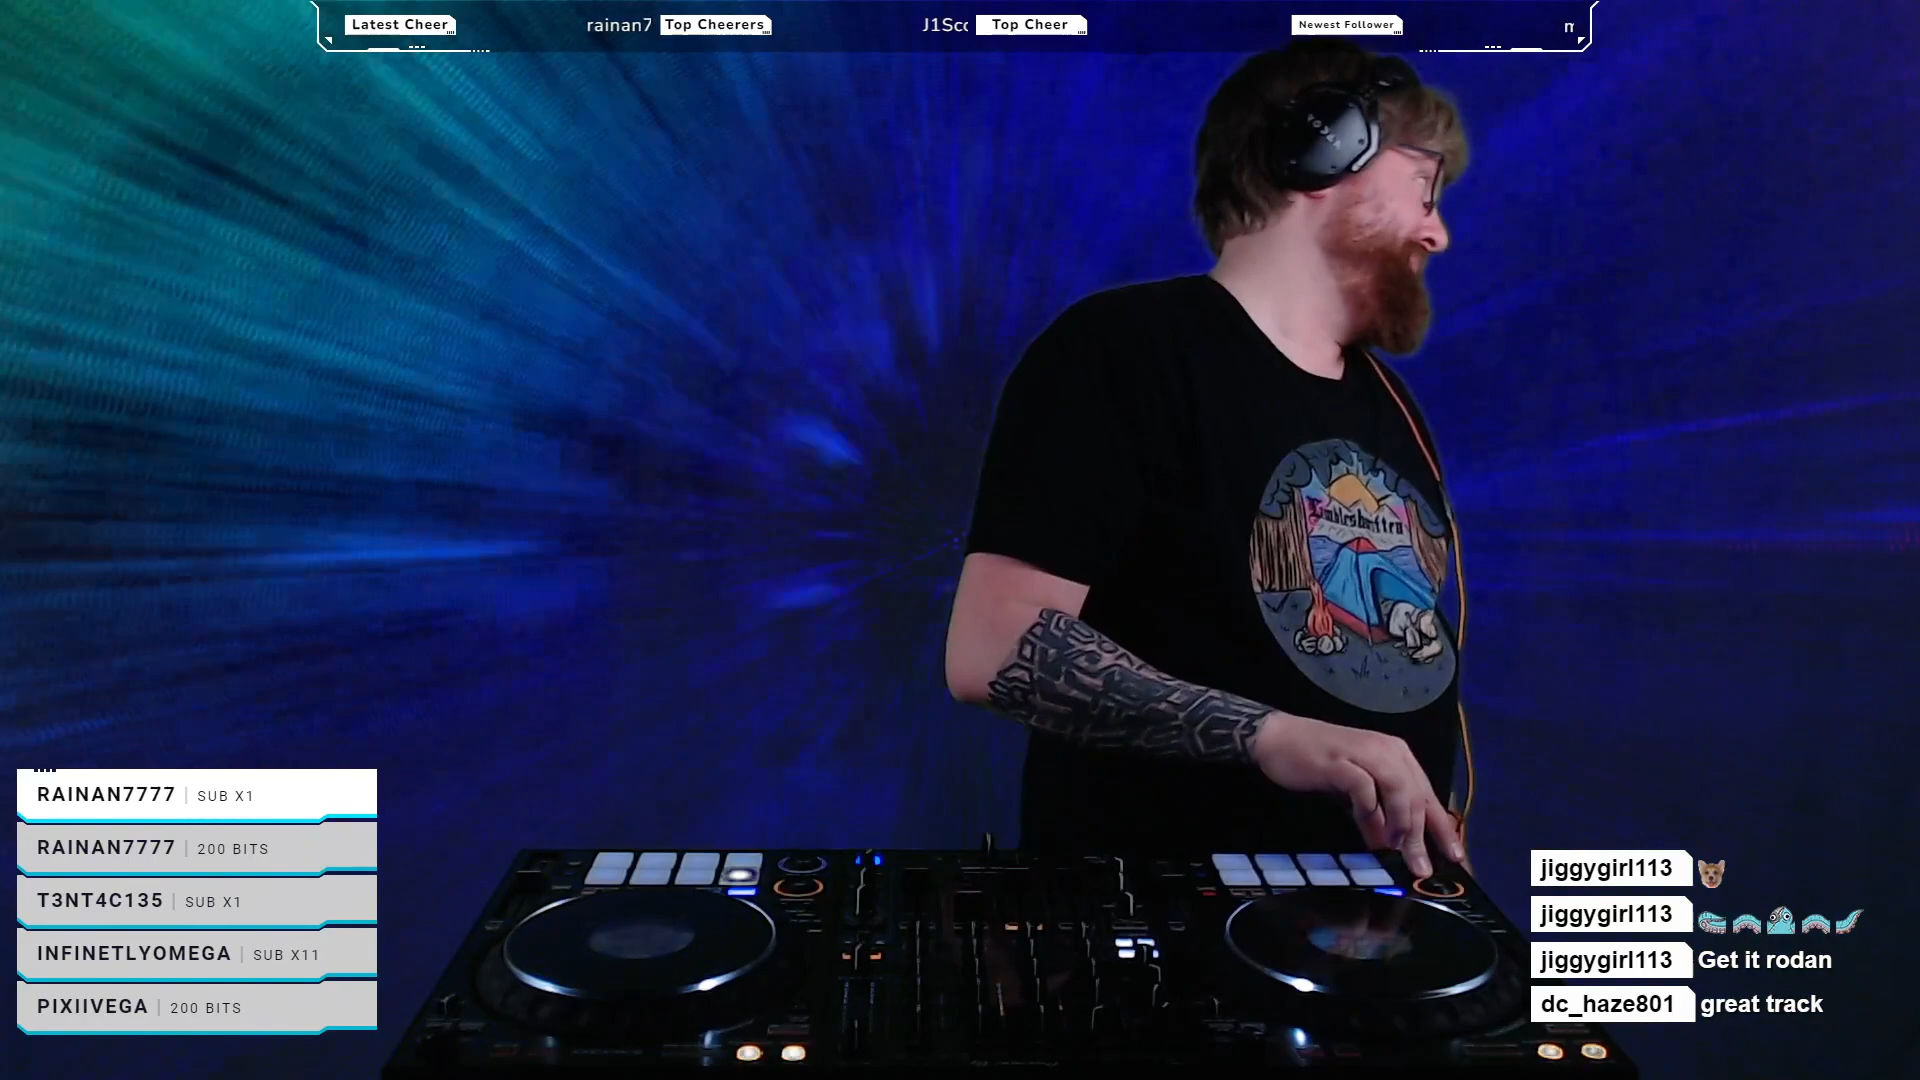 Latest Cheer
rainan7
Top Cheerers
J1Sc
Top Cheer
Newest Follower
RAINAN7777 | SUB X1
RAINAN7777 | 200 BITS
T3NT4C135 | SUB X1
INFINETLYOMEGA | SUB X11
PIXIIVEGA | 200 BITS
jiggygirl113
jiggygirl113
jiggygirl113 Get it rodan
dc_haze801 great track